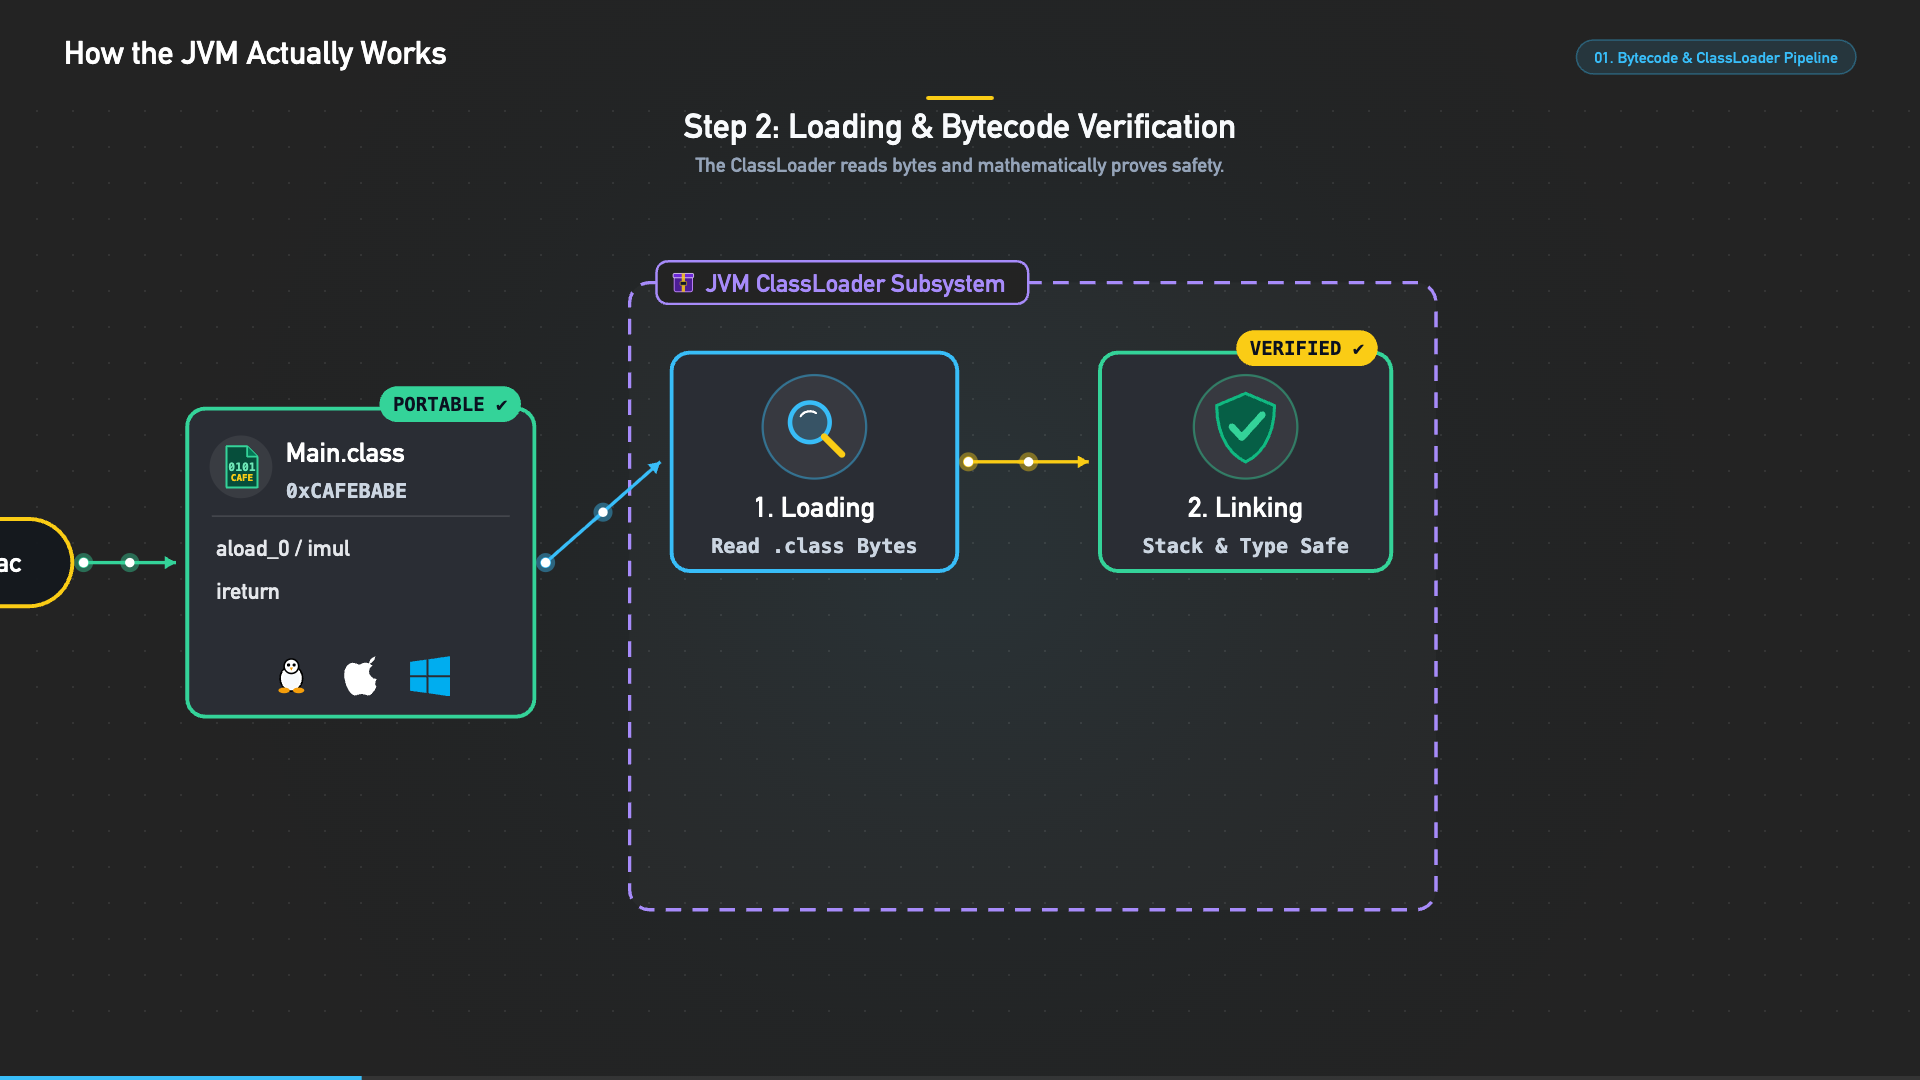 How the JVM Actually Works
01. Bytecode & ClassLoader Pipeline
Step 2: Loading & Bytecode Verification
The ClassLoader reads bytes and mathematically proves safety.
JVM ClassLoader Subsystem
ac
PORTABLE ✔
0101
CAFE
Main.class
0xCAFEBABE
aload_0 / imul
ireturn
1. Loading
Read .class Bytes
VERIFIED ✔
2. Linking
Stack & Type Safe